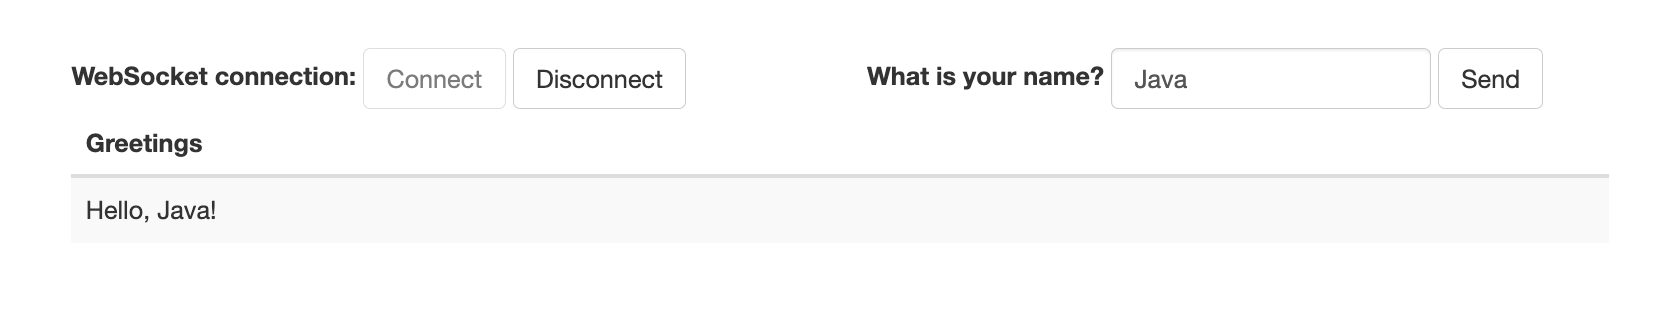 WebSocket connection: Connect Disconnect What is your name? Java Send
Greetings
Hello, Java!